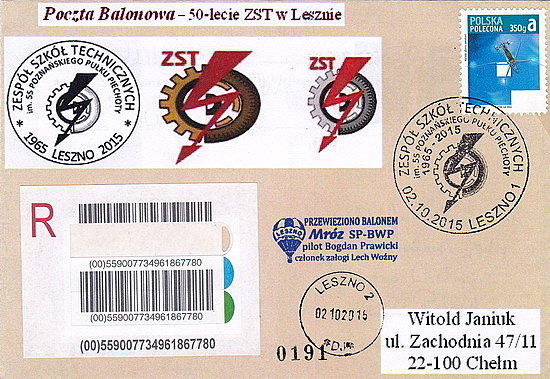 Poczta Balonowa – 50-lecie ZST w Lesznie
POLSKA
POLECONA 350g a
ZESPÓŁ SZKÓŁ TECHNICZNYCH
im. 55 POZNAŃSKIEGO PUŁKU PIECHOTY
* 1965 LESZNO 2015 *
ZST
ZST
ZESPÓŁ SZKÓŁ TECHNICZNYCH
im. 55 POZNAŃSKIEGO PUŁKU PIECHOTY
1965 - 2015
02.10.2015 LESZNO 1
R
(00)559007734961867780
(00)559007734961867780
(00)559007734961867780
LESZNO
PRZEWIEZIONO BALONEM
Mróz SP-BWP
pilot Bogdan Prawicki
członek załogi Lech Woźny
LESZNO 2
02102015
0191
Witold Janiuk
ul. Zachodnia 47/11
22-100 Chełm